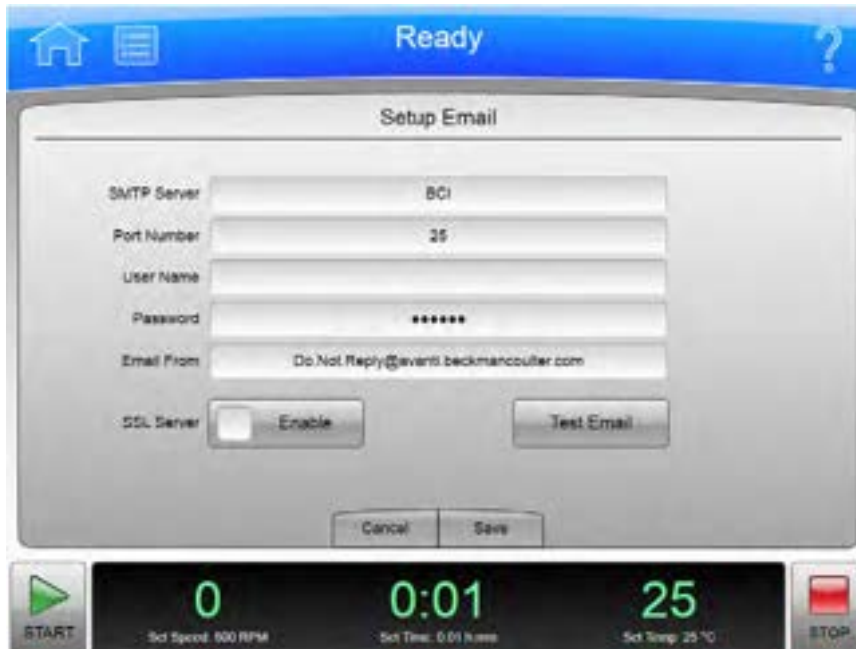 Ready
?
Setup Email
SMTP Server BCI
Port Number 25
User Name
Password ••••••
Email From Do.Not.Reply@avanti.beckmancoulter.com
SSL Server Enable Test Email
Cancel Save
0 0:01 25
START Set Speed: 500 RPM Set Time: 0:01 h:mm Set Temp: 25 °C STOP